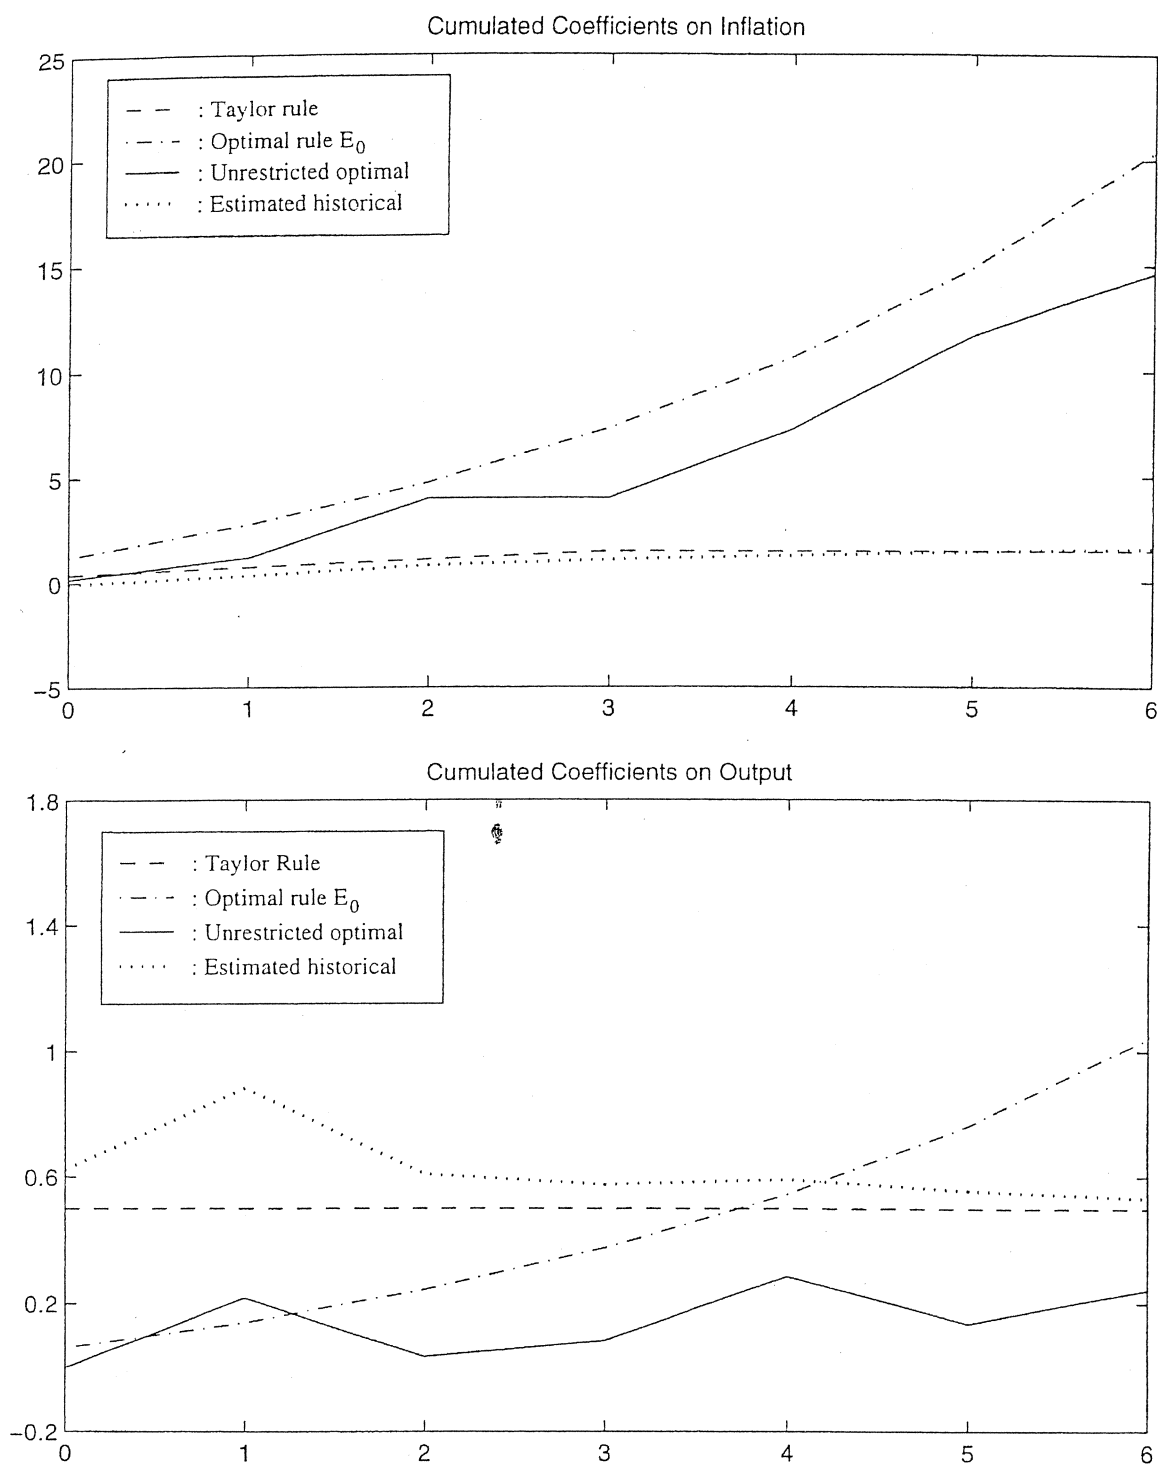 Cumulated Coefficients on Inflation
25
20
15
10
5
0
−5
: Taylor rule
: Optimal rule E0
: Unrestricted optimal
: Estimated historical
0 1 2 3 4 5 6
Cumulated Coefficients on Output
1.8
1.4
1
0.6
0.2
−0.2
: Taylor Rule
: Optimal rule E0
: Unrestricted optimal
: Estimated historical
0 1 2 3 4 5 6